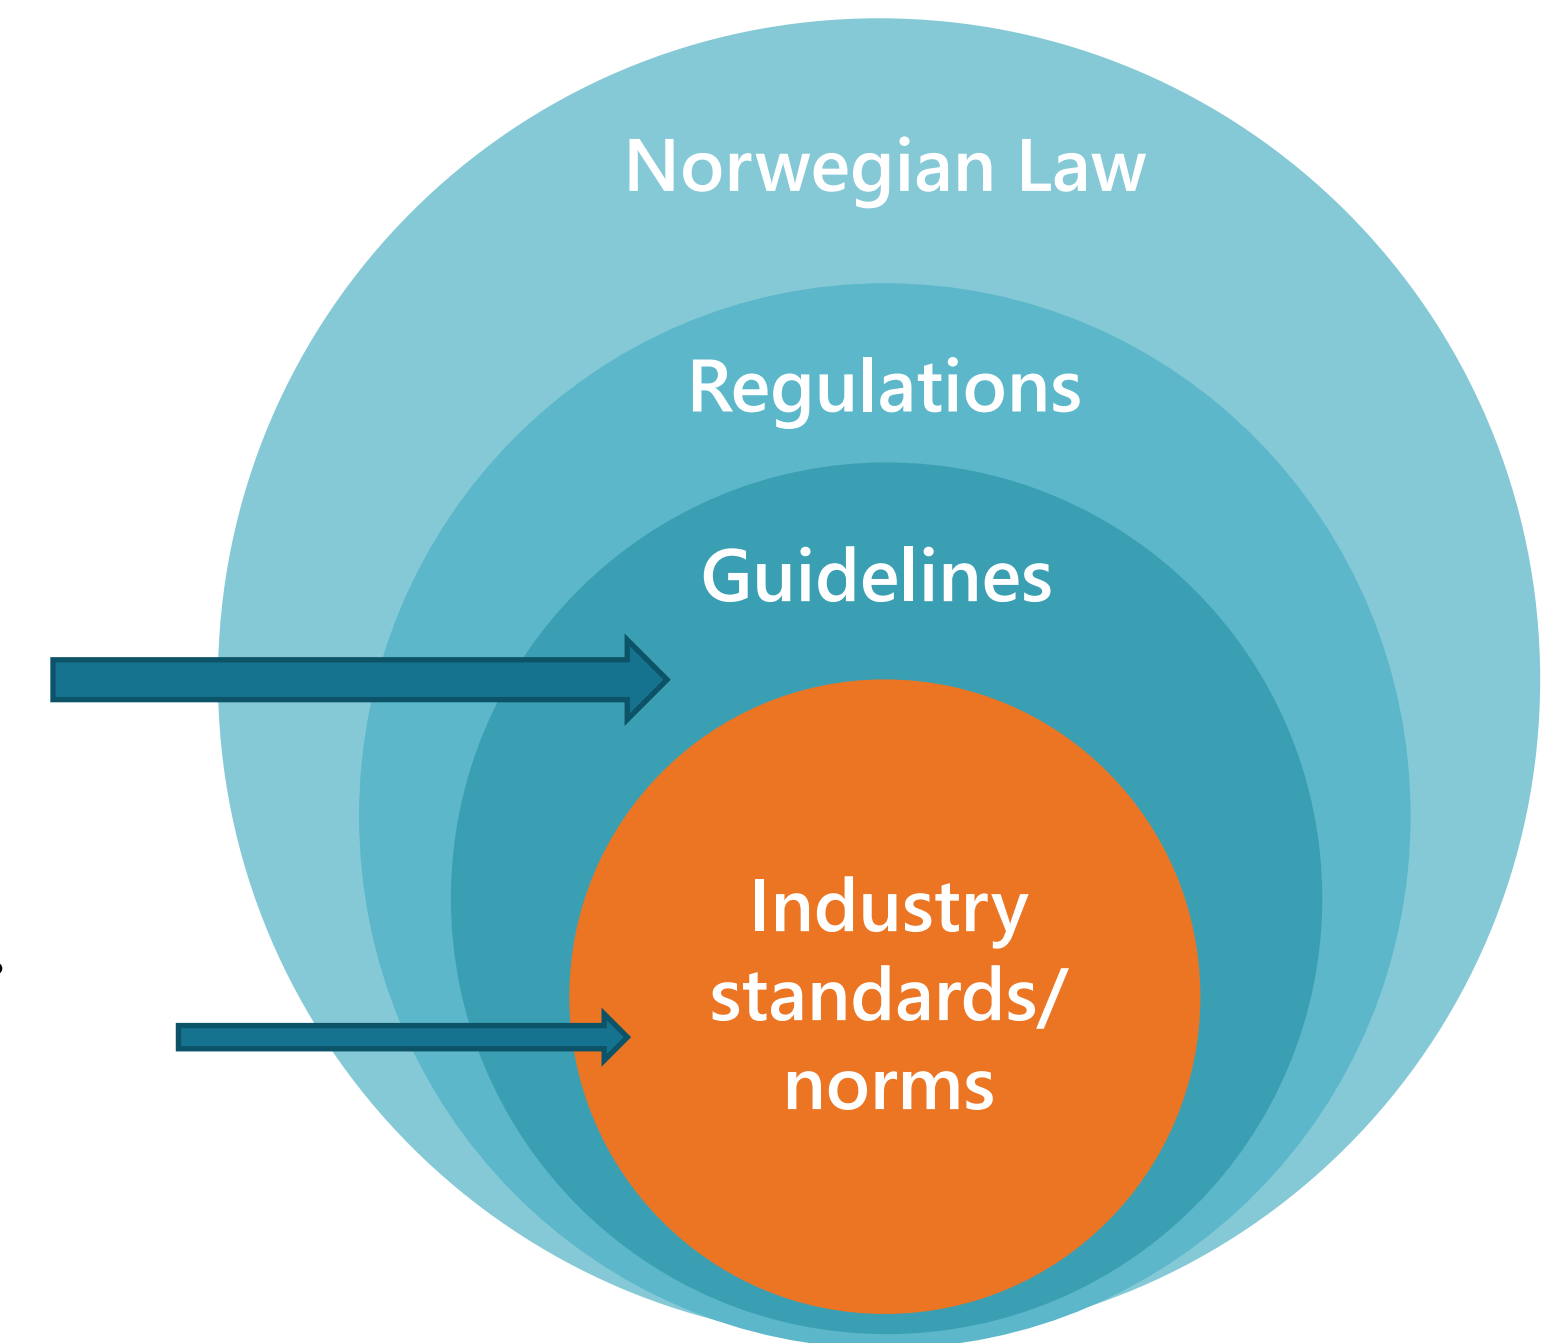 Norwegian Law
Regulations
Guidelines
Industry
standards/
norms